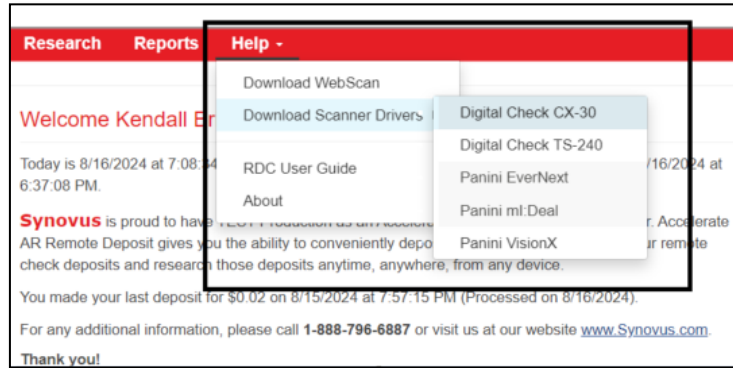 Research Reports Help
Download WebScan
Download Scanner Drivers
RDC User Guide
About
Digital Check CX-30
Digital Check TS-240
Panini EverNext
Panini mI:Deal
Panini VisionX
Welcome Kendall
Today is 8/16/2024 at 7:08: /16/2024 at
6:37:08 PM.
Synovus is proud to have Accelerate
AR Remote Deposit gives you the ability to conveniently remote
check deposits and research those deposits anytime, anywhere, from any device.
You made your last deposit for $0.02 on 8/15/2024 at 7:57:15 PM (Processed on 8/16/2024).
For any additional information, please call 1-888-796-6887 or visit us at our website www.Synovus.com.
Thank you!